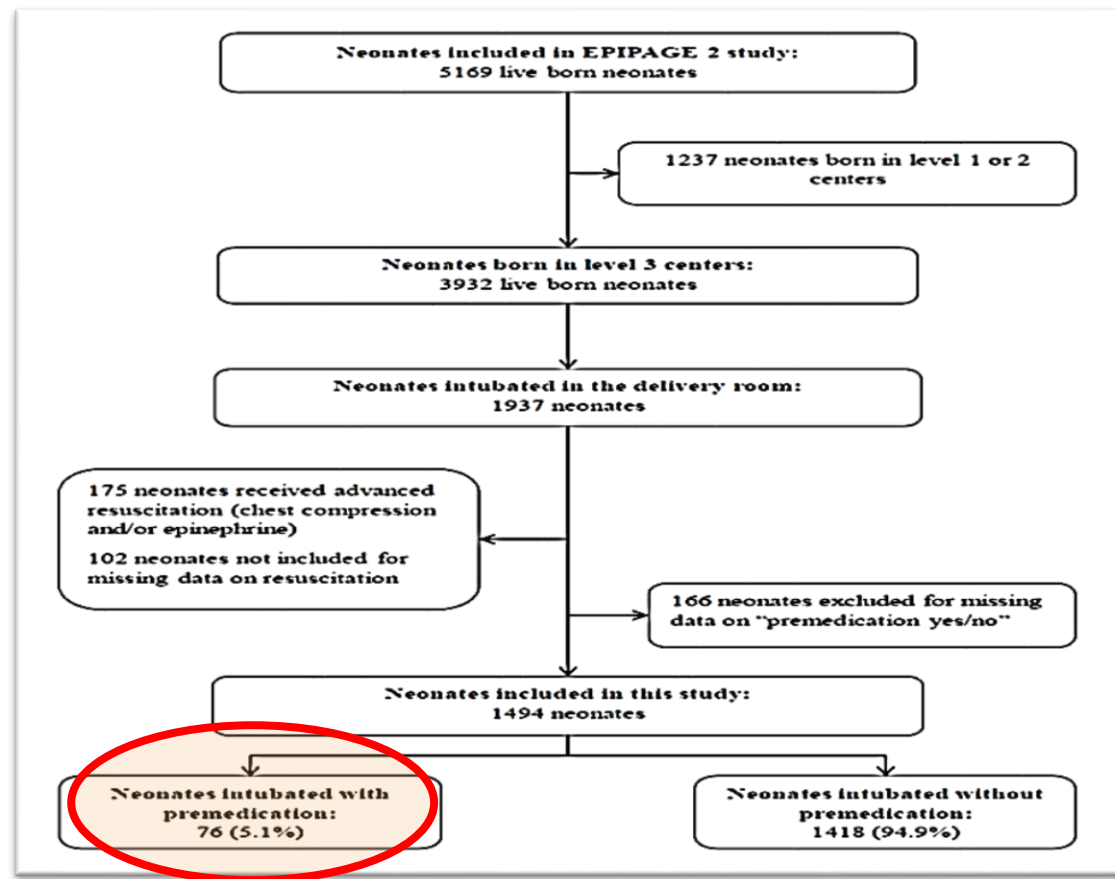 Neonates included in EPIPAGE 2 study:
5169 live born neonates
1237 neonates born in level 1 or 2
centers
Neonates born in level 3 centers:
3932 live born neonates
Neonates intubated in the delivery room:
1937 neonates
175 neonates received advanced
resuscitation (chest compression
and/or epinephrine)
102 neonates not included for
missing data on resuscitation
166 neonates excluded for missing
data on “premedication yes/no”
Neonates included in this study:
1494 neonates
Neonates intubated with
premedication:
76 (5.1%)
Neonates intubated without
premedication:
1418 (94.9%)